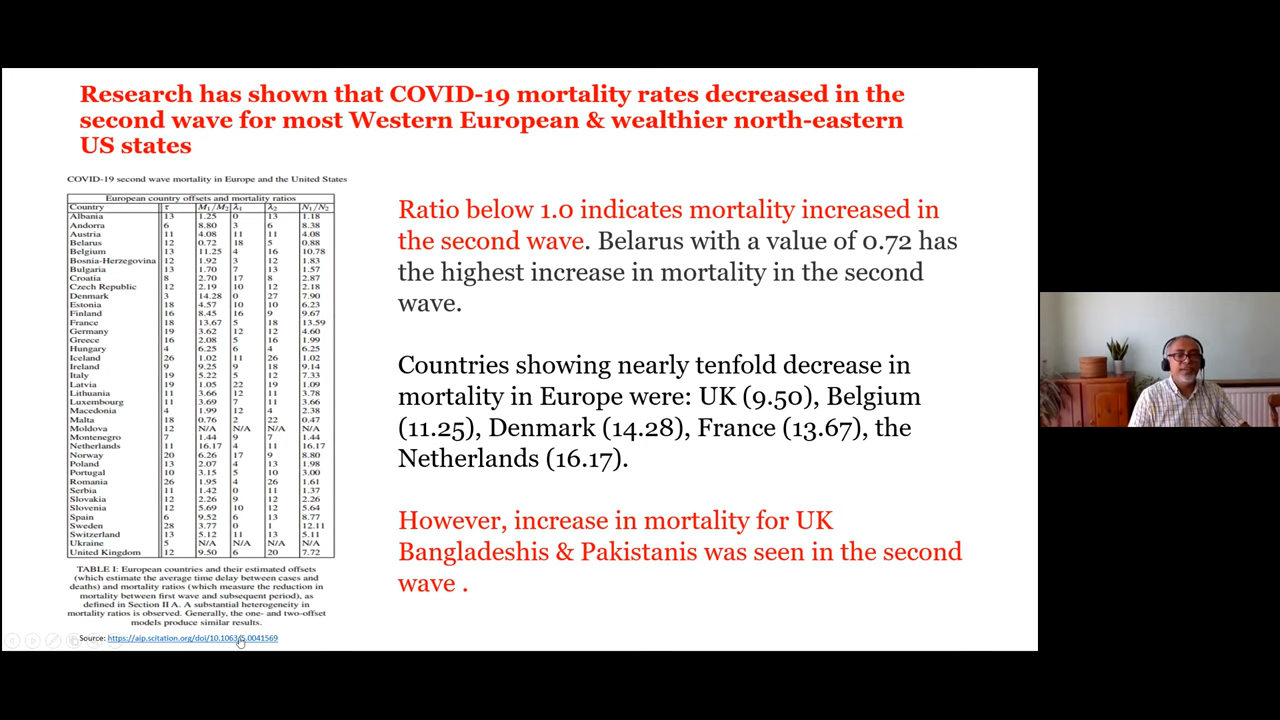 Research has shown that COVID-19 mortality rates decreased in the
second wave for most Western European & wealthier north-eastern
US states
COVID-19 second wave mortality in Europe and the United States
European country offsets and mortality ratios
Country τ M₁/M₂ λ₁ λ₂ N₁/N₂
Albania 13 1.25 0 13 1.18
Andorra 6 8.80 3 6 8.38
Austria 11 4.08 11 11 4.08
Belarus 12 0.72 18 5 0.88
Belgium 13 11.25 4 16 10.78
Bosnia-Herzegovina 12 1.92 3 12 1.83
Bulgaria 13 1.70 7 13 1.57
Croatia 8 2.70 17 8 2.87
Czech Republic 12 2.19 10 12 2.18
Denmark 3 14.28 0 27 7.90
Estonia 18 4.57 10 10 6.23
Finland 16 8.45 16 9 9.67
France 18 13.67 5 18 13.59
Germany 19 3.62 12 12 4.60
Greece 16 2.08 5 16 1.99
Hungary 4 6.25 6 4 6.25
Iceland 26 1.02 11 26 1.02
Ireland 9 9.25 9 18 9.14
Italy 19 5.22 5 12 7.33
Latvia 19 1.05 22 19 1.09
Lithuania 11 3.66 12 11 3.78
Luxembourg 11 3.69 7 11 3.66
Macedonia 4 1.99 12 4 2.38
Malta 18 0.76 2 22 0.47
Moldova 12 N/A N/A N/A N/A
Montenegro 7 1.44 9 7 1.44
Netherlands 11 16.17 4 11 16.17
Norway 20 6.26 17 9 8.80
Poland 13 2.07 4 13 1.98
Portugal 10 3.15 5 10 3.00
Romania 26 1.95 4 26 1.61
Serbia 11 1.42 0 11 1.37
Slovakia 12 2.26 9 12 2.26
Slovenia 12 5.69 10 12 5.64
Spain 6 9.52 6 13 8.77
Sweden 28 3.77 0 1 12.11
Switzerland 13 5.12 11 13 5.11
Ukraine 5 N/A N/A N/A N/A
United Kingdom 12 9.50 6 20 7.72
TABLE I: European countries and their estimated offsets
(which estimate the average time delay between cases and
deaths) and mortality ratios (which measure the reduction in
mortality between first wave and subsequent period), as
defined in Section II A. A substantial heterogeneity in
mortality ratios is observed. Generally, the one- and two-offset
models produce similar results.
Source: https://aip.scitation.org/doi/10.1063/5.0041569
Ratio below 1.0 indicates mortality increased in
the second wave. Belarus with a value of 0.72 has
the highest increase in mortality in the second
wave.
Countries showing nearly tenfold decrease in
mortality in Europe were: UK (9.50), Belgium
(11.25), Denmark (14.28), France (13.67), the
Netherlands (16.17).
However, increase in mortality for UK
Bangladeshis & Pakistanis was seen in the second
wave .